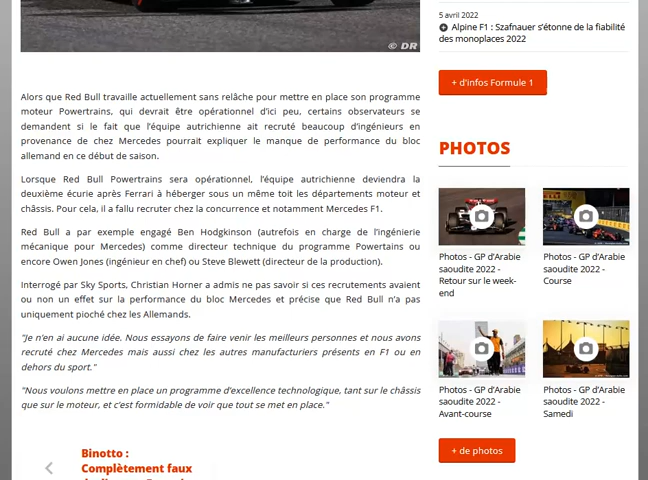 © DR
Alors que Red Bull travaille actuellement sans relâche pour mettre en place son programme
moteur Powertrains, qui devrait être opérationnel d'ici peu, certains observateurs se
demandent si le fait que l'équipe autrichienne ait recruté beaucoup d'ingénieurs en
provenance de chez Mercedes pourrait expliquer le manque de performance du bloc
allemand en ce début de saison.
Lorsque Red Bull Powertrains sera opérationnel, l'équipe autrichienne deviendra la
deuxième écurie après Ferrari à héberger sous un même toit les départements moteur et
châssis. Pour cela, il a fallu recruter chez la concurrence et notamment Mercedes F1.
Red Bull a par exemple engagé Ben Hodgkinson (autrefois en charge de l'ingénierie
mécanique pour Mercedes) comme directeur technique du programme Powertains ou
encore Owen Jones (ingénieur en chef) ou Steve Blewett (directeur de la production).
Interrogé par Sky Sports, Christian Horner a admis ne pas savoir si ces recrutements avaient
ou non un effet sur la performance du bloc Mercedes et précise que Red Bull n'a pas
uniquement pioché chez les Allemands.
"Je n'en ai aucune idée. Nous essayons de faire venir les meilleurs personnes et nous avons
recruté chez Mercedes mais aussi chez les autres manufacturiers présents en F1 ou en
dehors du sport."
"Nous voulons mettre en place un programme d'excellence technologique, tant sur le châssis
que sur le moteur, et c'est formidable de voir que tout se met en place."
Binotto :
Complètement faux
5 avril 2022
Alpine F1 : Szafnauer s'étonne de la fiabilité
des monoplaces 2022
+ d'infos Formule 1
PHOTOS
Photos - GP d'Arabie
saoudite 2022 -
Retour sur le week-
end
Photos - GP d'Arabie
saoudite 2022 -
Course
Photos - GP d'Arabie
saoudite 2022 -
Avant-course
Photos - GP d'Arabie
saoudite 2022 -
Samedi
+ de photos